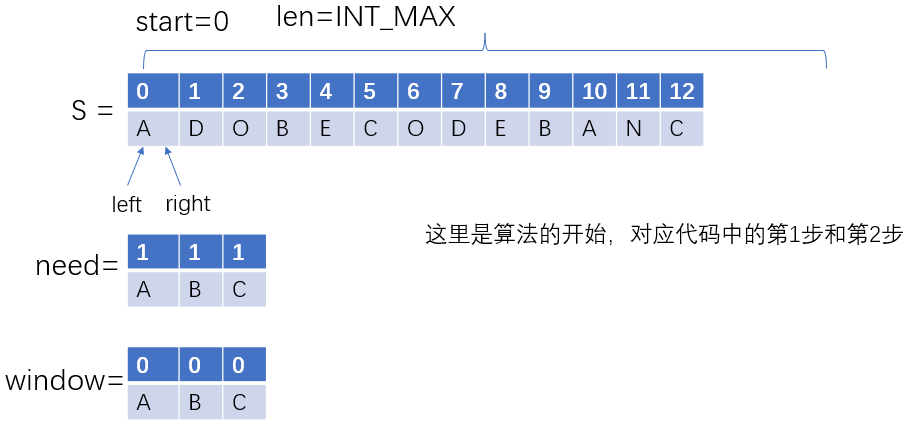 start=0 len=INT_MAX
S =
0 1 2 3 4 5 6 7 8 9 10 11 12
A D O B E C O D E B A N C
left right
这里是算法的开始，对应代码中的第1步和第2步
need=
1 1 1
A B C
window=
0 0 0
A B C